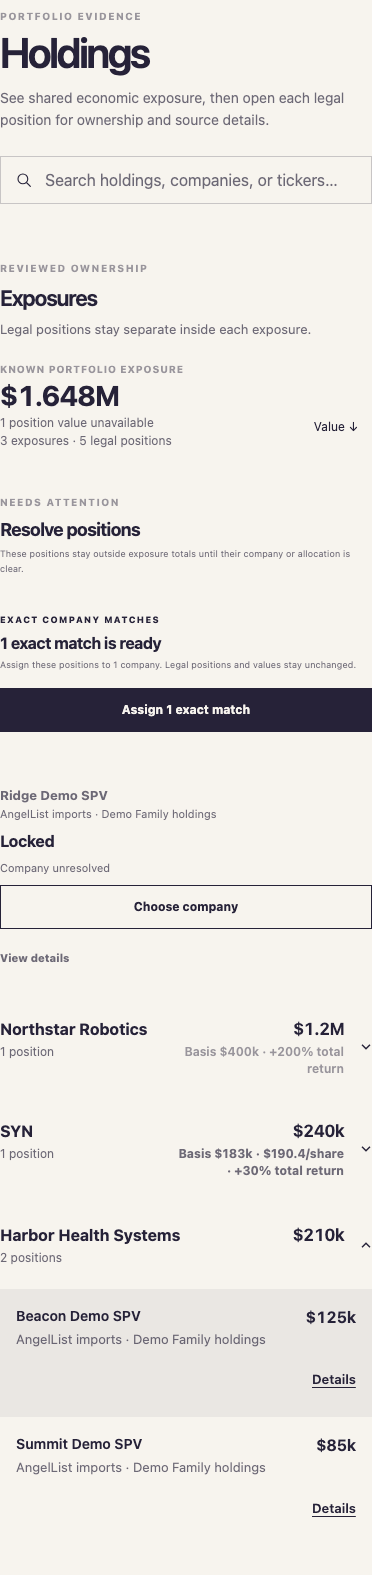 PORTFOLIO EVIDENCE
Holdings
See shared economic exposure, then open each legal
position for ownership and source details.
Search holdings, companies, or tickers...
REVIEWED OWNERSHIP
Exposures
Legal positions stay separate inside each exposure.
KNOWN PORTFOLIO EXPOSURE
$1.648M
1 position value unavailable
3 exposures · 5 legal positions
Value ↓
NEEDS ATTENTION
Resolve positions
These positions stay outside exposure totals until their company or allocation is
clear.
EXACT COMPANY MATCHES
1 exact match is ready
Assign these positions to 1 company. Legal positions and values stay unchanged.
Assign 1 exact match
Ridge Demo SPV
AngelList imports · Demo Family holdings
Locked
Company unresolved
Choose company
View details
Northstar Robotics
$1.2M
1 position
Basis $400k · +200% total
return
SYN
$240k
1 position
Basis $183k · $190.4/share
· +30% total return
Harbor Health Systems
$210k
2 positions
Beacon Demo SPV
$125k
AngelList imports · Demo Family holdings
Details
Summit Demo SPV
$85k
AngelList imports · Demo Family holdings
Details